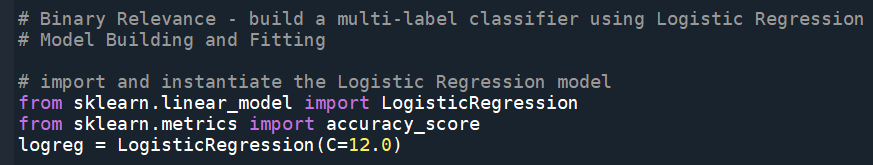 # Binary Relevance - build a multi-label classifier using Logistic Regression
# Model Building and Fitting
# import and instantiate the Logistic Regression model
from sklearn.linear_model import LogisticRegression
from sklearn.metrics import accuracy_score
logreg = LogisticRegression(C=12.0)